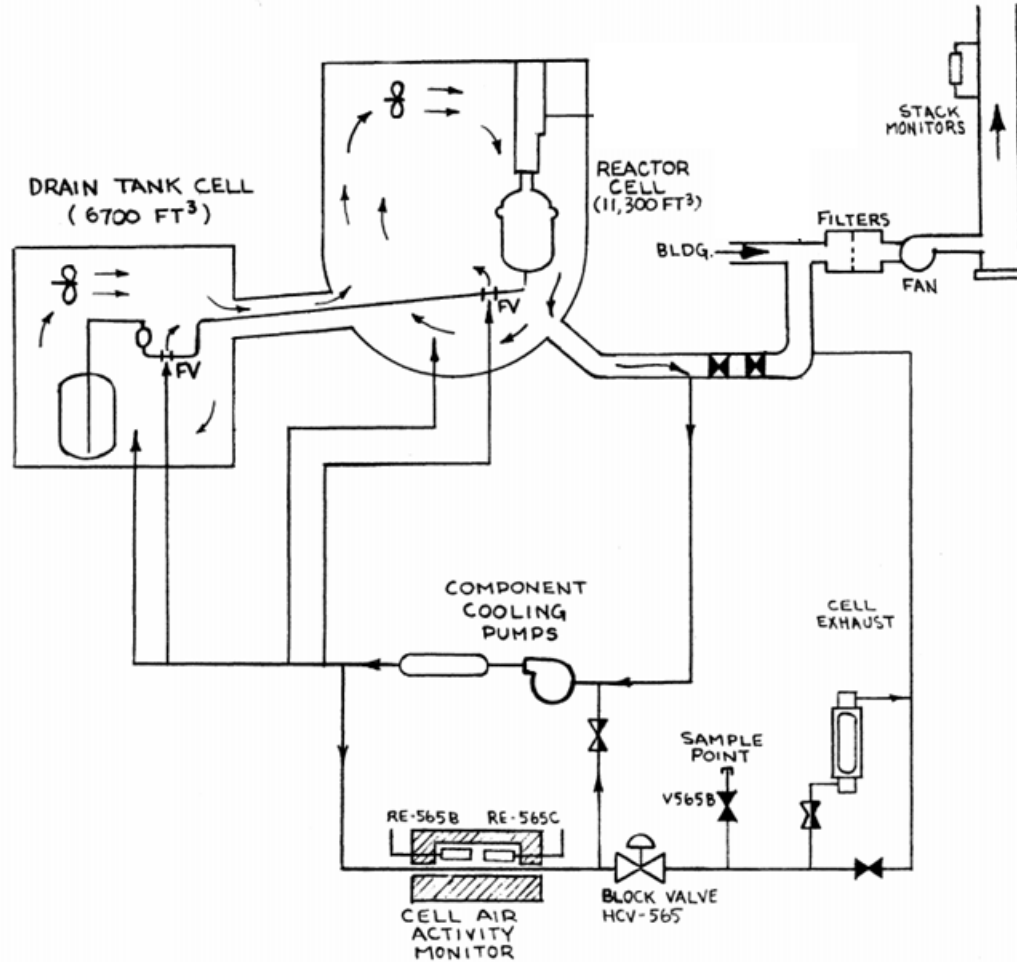 STACK
MONITORS
DRAIN TANK CELL
(6700 FT³)
REACTOR
CELL
(11,300 FT³)
FILTERS
BLDG.
FAN
FV
FV
COMPONENT
COOLING
PUMPS
CELL
EXHAUST
SAMPLE
POINT
V565B
RE-565B
RE-565C
BLOCK VALVE
HCV-565
CELL AIR
ACTIVITY
MONITOR